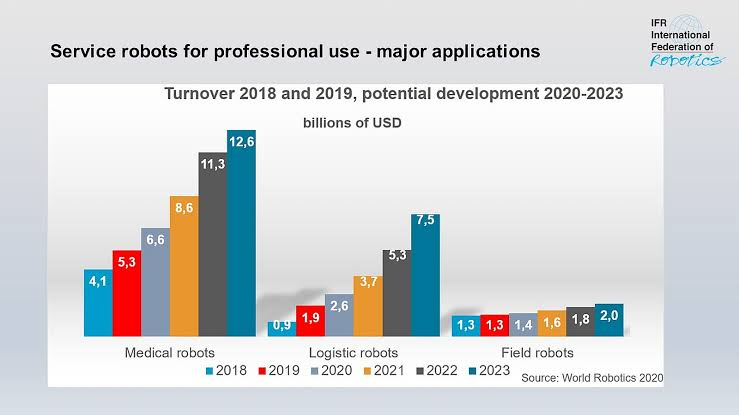 IFR
International
Federation of
Robotics
Service robots for professional use - major applications
Turnover 2018 and 2019, potential development 2020-2023
billions of USD
4,1 5,3 6,6 8,6 11,3 12,6
0,9 1,9 2,6 3,7 5,3 7,5
1,3 1,3 1,4 1,6 1,8 2,0
Medical robots Logistic robots Field robots
2018 2019 2020 2021 2022 2023
Source: World Robotics 2020